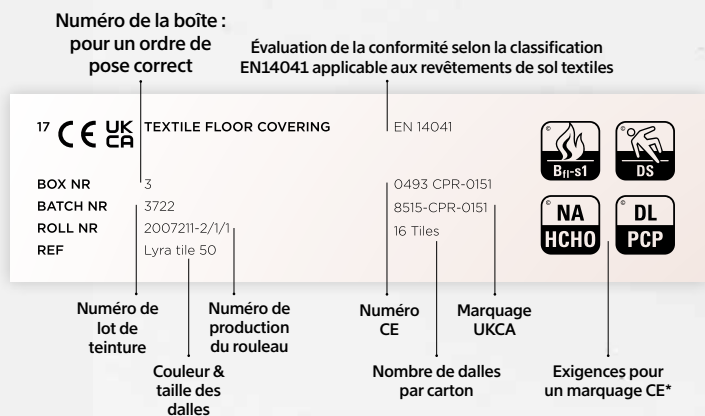 Numéro de la boîte :
pour un ordre de
pose correct
Évaluation de la conformité selon la classification
EN14041 applicable aux revêtements de sol textiles
17 CE UK CA TEXTILE FLOOR COVERING EN 14041
BOX NR 3 0493 CPR-0151
BATCH NR 3722 8515-CPR-0151
ROLL NR 2007211-2/1/1 16 Tiles
REF Lyra tile 50
© Bfl-s1
© DS
© NA HCHO
© DL PCP
Numéro de
lot de
teinture
Numéro de
production
du rouleau
Couleur &
taille des
dalles
Numéro
CE
Marquage
UKCA
Nombre de dalles
par carton
Exigences pour
un marquage CE*